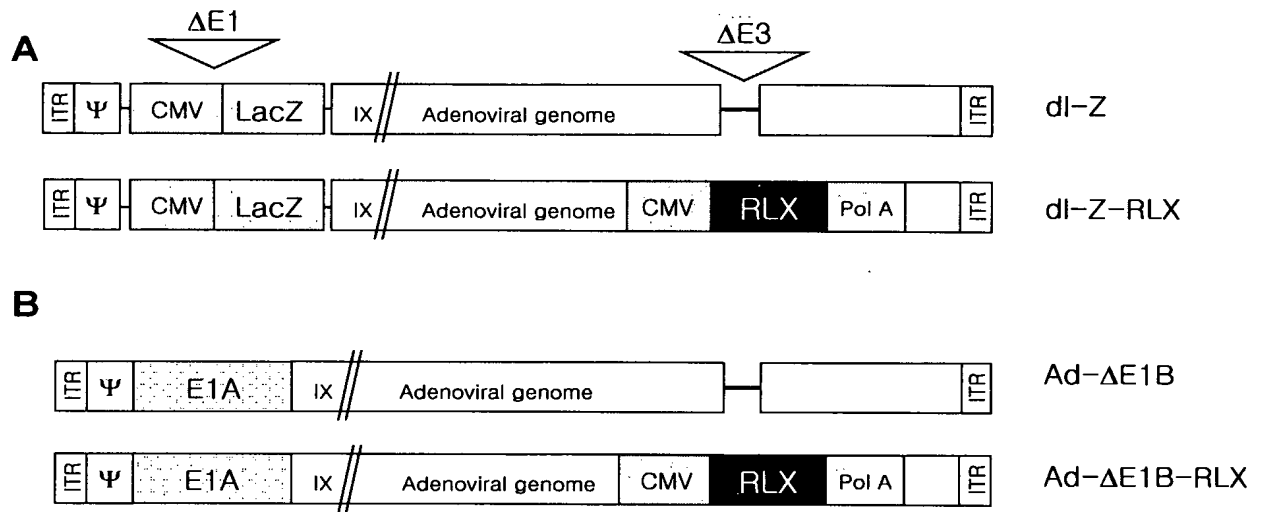 ΔE1
ΔE3
A
ITR Ψ CMV LacZ IX Adenoviral genome ITR dl-Z
ITR Ψ CMV LacZ IX Adenoviral genome CMV RLX Pol A ITR dl-Z-RLX
B
ITR Ψ E1A IX Adenoviral genome ITR Ad-ΔE1B
ITR Ψ E1A IX Adenoviral genome CMV RLX Pol A ITR Ad-ΔE1B-RLX